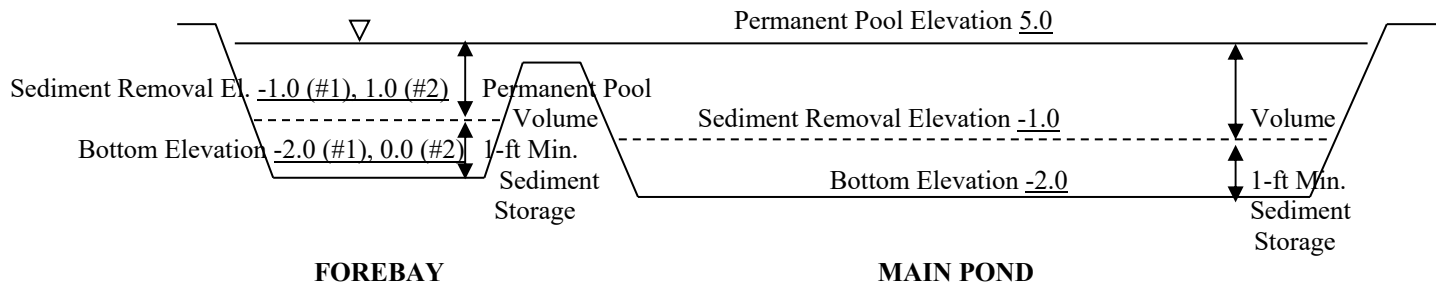 Permanent Pool Elevation 5.0
Sediment Removal El. -1.0 (#1), 1.0 (#2) Permanent Pool
Volume Sediment Removal Elevation -1.0 Volume
Bottom Elevation -2.0 (#1), 0.0 (#2) 1-ft Min.
Sediment Bottom Elevation -2.0 1-ft Min.
Storage Sediment
Storage
FOREBAY MAIN POND